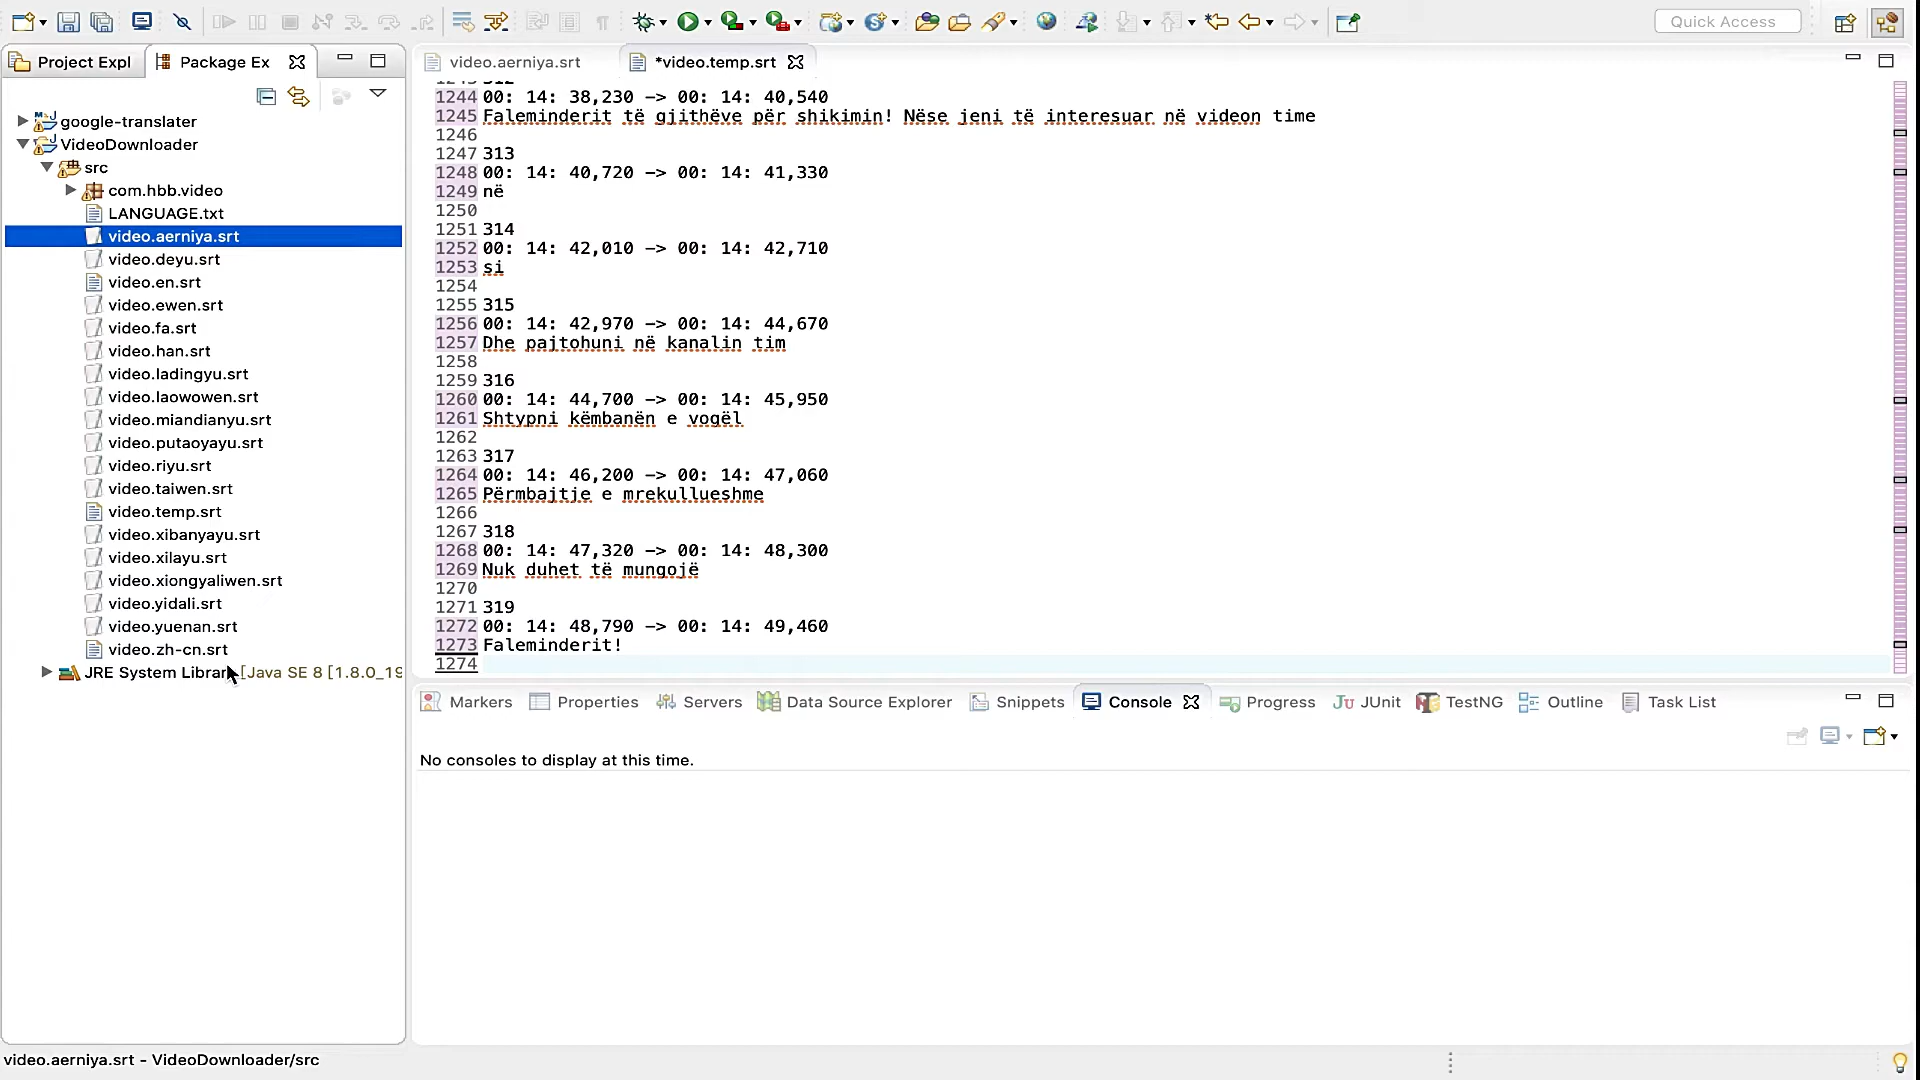 Quick Access
Project Expl
Package Ex
google-translater
VideoDownloader
src
com.hbb.video
LANGUAGE.txt
video.aerniya.srt
video.deyu.srt
video.en.srt
video.ewen.srt
video.fa.srt
video.han.srt
video.ladingyu.srt
video.laowowen.srt
video.miandianyu.srt
video.putaoyayu.srt
video.riyu.srt
video.taiwen.srt
video.temp.srt
video.xibanyayu.srt
video.xilayu.srt
video.xiongyaliwen.srt
video.yidali.srt
video.yuenan.srt
video.zh-cn.srt
JRE System Librar [Java SE 8 [1.8.0_19
video.aerniya.srt
*video.temp.srt
1244 00: 14: 38,230 -> 00: 14: 40,540
1245 Faleminderit të gjithëve për shikimin! Nëse jeni të interesuar në videon time
1246
1247 313
1248 00: 14: 40,720 -> 00: 14: 41,330
1249 në
1250
1251 314
1252 00: 14: 42,010 -> 00: 14: 42,710
1253 si
1254
1255 315
1256 00: 14: 42,970 -> 00: 14: 44,670
1257 Dhe pajtohuni në kanalin tim
1258
1259 316
1260 00: 14: 44,700 -> 00: 14: 45,950
1261 Shtypni këmbanën e vogël
1262
1263 317
1264 00: 14: 46,200 -> 00: 14: 47,060
1265 Përmbajtje e mrekullueshme
1266
1267 318
1268 00: 14: 47,320 -> 00: 14: 48,300
1269 Nuk duhet të mungojë
1270
1271 319
1272 00: 14: 48,790 -> 00: 14: 49,460
1273 Faleminderit!
1274
Markers
Properties
Servers
Data Source Explorer
Snippets
Console
Progress
Ju JUnit
TestNG
Outline
Task List
No consoles to display at this time.
video.aerniya.srt - VideoDownloader/src